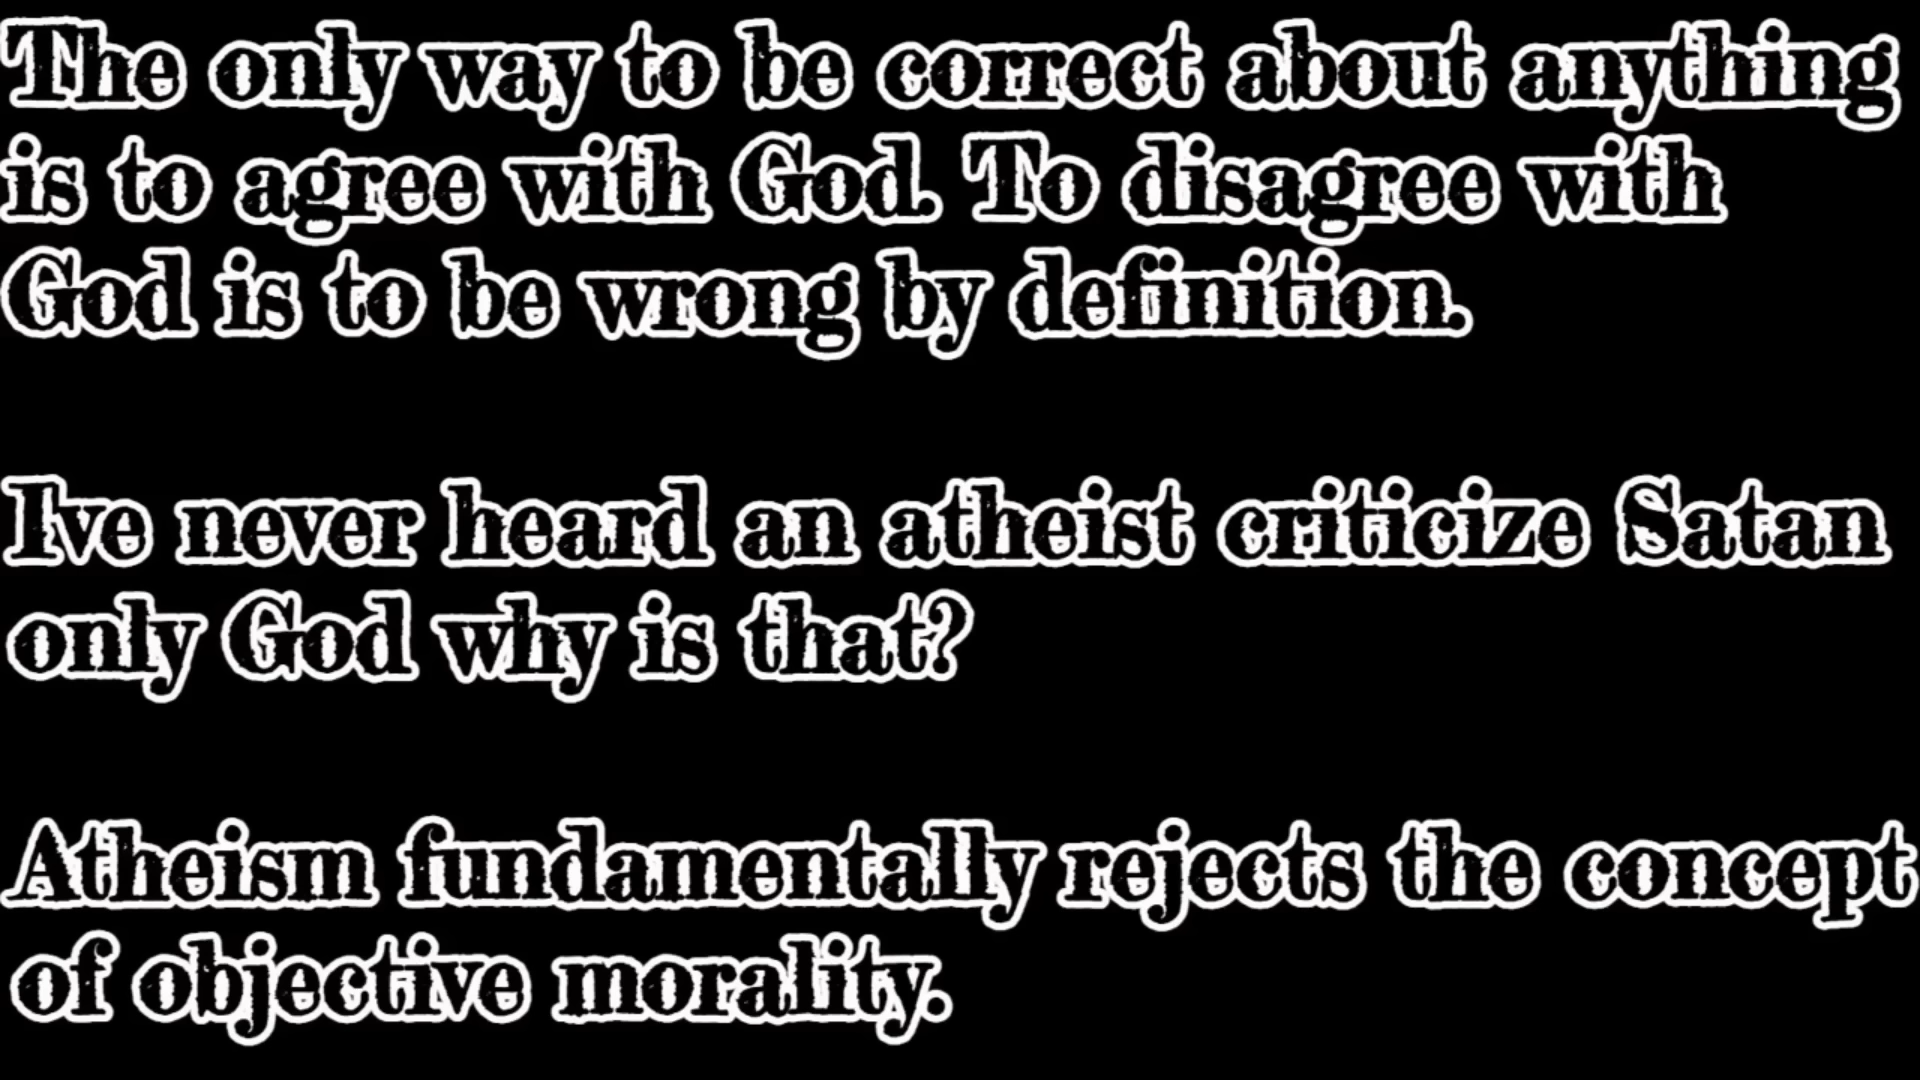 The only way to be correct about anything
is to agree with God. To disagree with
God is to be wrong by definition.
I've never heard an atheist criticize Satan
only God why is that?
Atheism fundamentally rejects the concept
of objective morality.